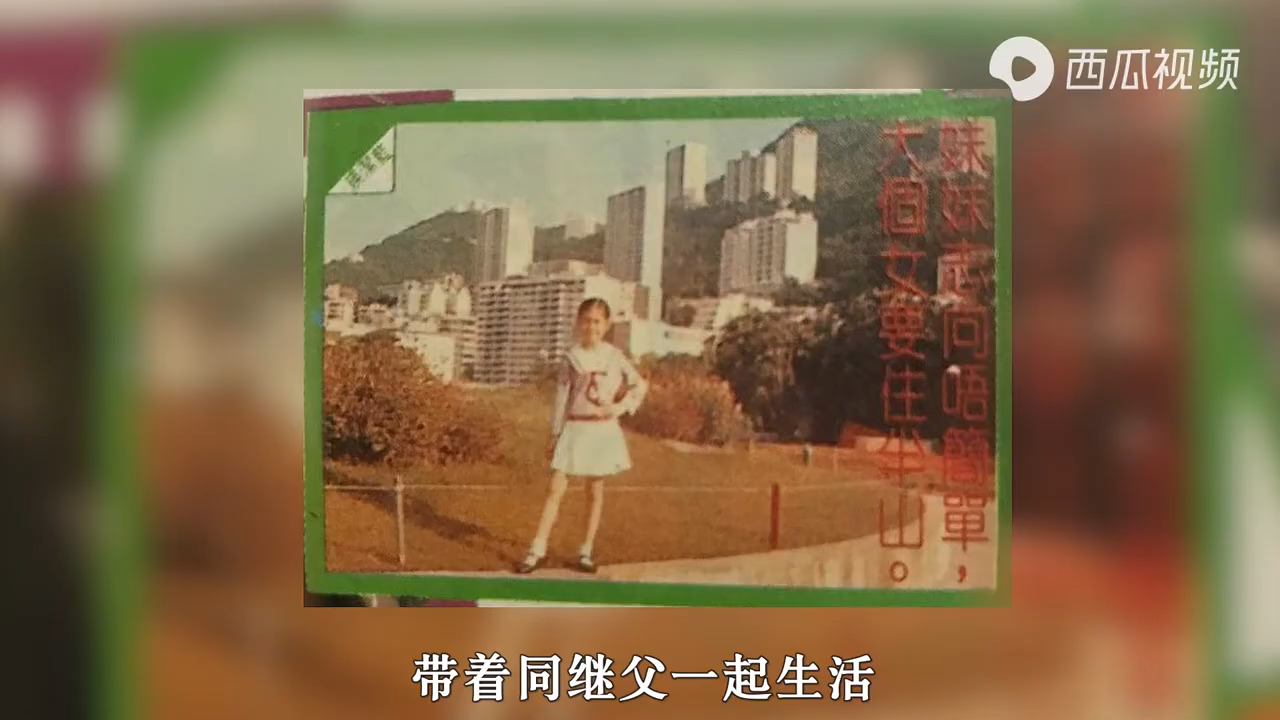 西瓜视频
妹妹志向唔簡單，
大個女要住半山。
带着同继父一起生活